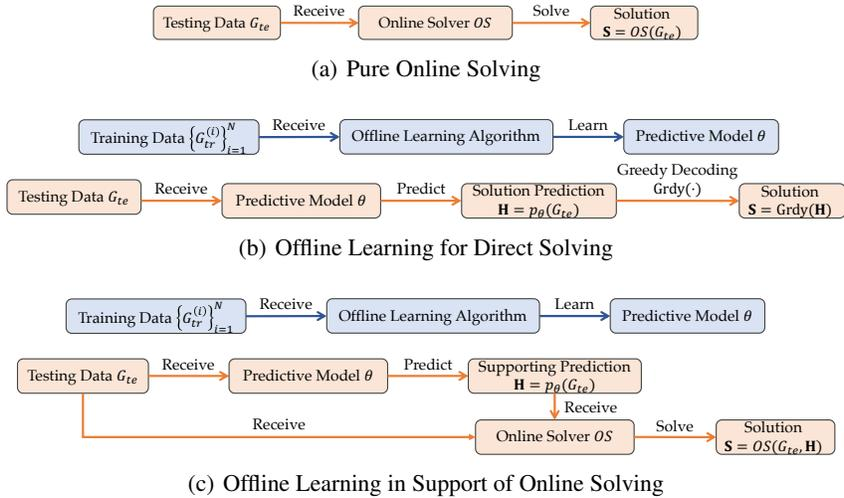 Receive Solve
Testing Data G_te Online Solver OS Solution
S = OS(G_te)
(a) Pure Online Solving
Receive Learn
Training Data {G_tr^(i)}_{i=1}^N Offline Learning Algorithm Predictive Model θ
Greedy Decoding
Receive Predict Grdy(·)
Testing Data G_te Predictive Model θ Solution Prediction Solution
H = p_θ(G_te) S = Grdy(H)
(b) Offline Learning for Direct Solving
Receive Learn
Training Data {G_tr^(i)}_{i=1}^N Offline Learning Algorithm Predictive Model θ
Receive Predict
Testing Data G_te Predictive Model θ Supporting Prediction
H = p_θ(G_te)
Receive
Receive Solve
Online Solver OS Solution
S = OS(G_te, H)
(c) Offline Learning in Support of Online Solving